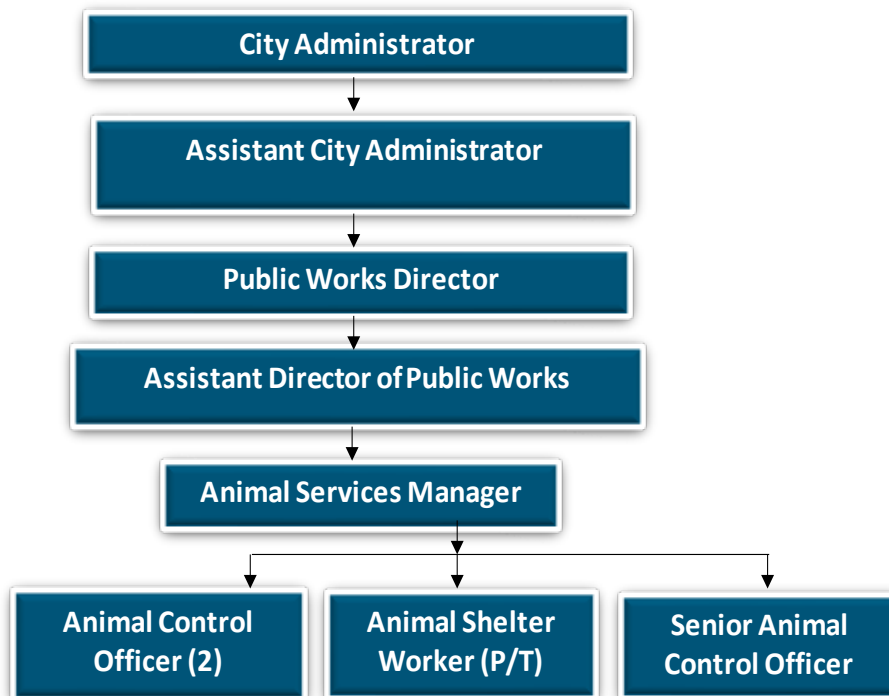 City Administrator
Assistant City Administrator
Public Works Director
Assistant Director of Public Works
Animal Services Manager
Animal Control
Officer (2)
Animal Shelter
Worker (P/T)
Senior Animal
Control Officer